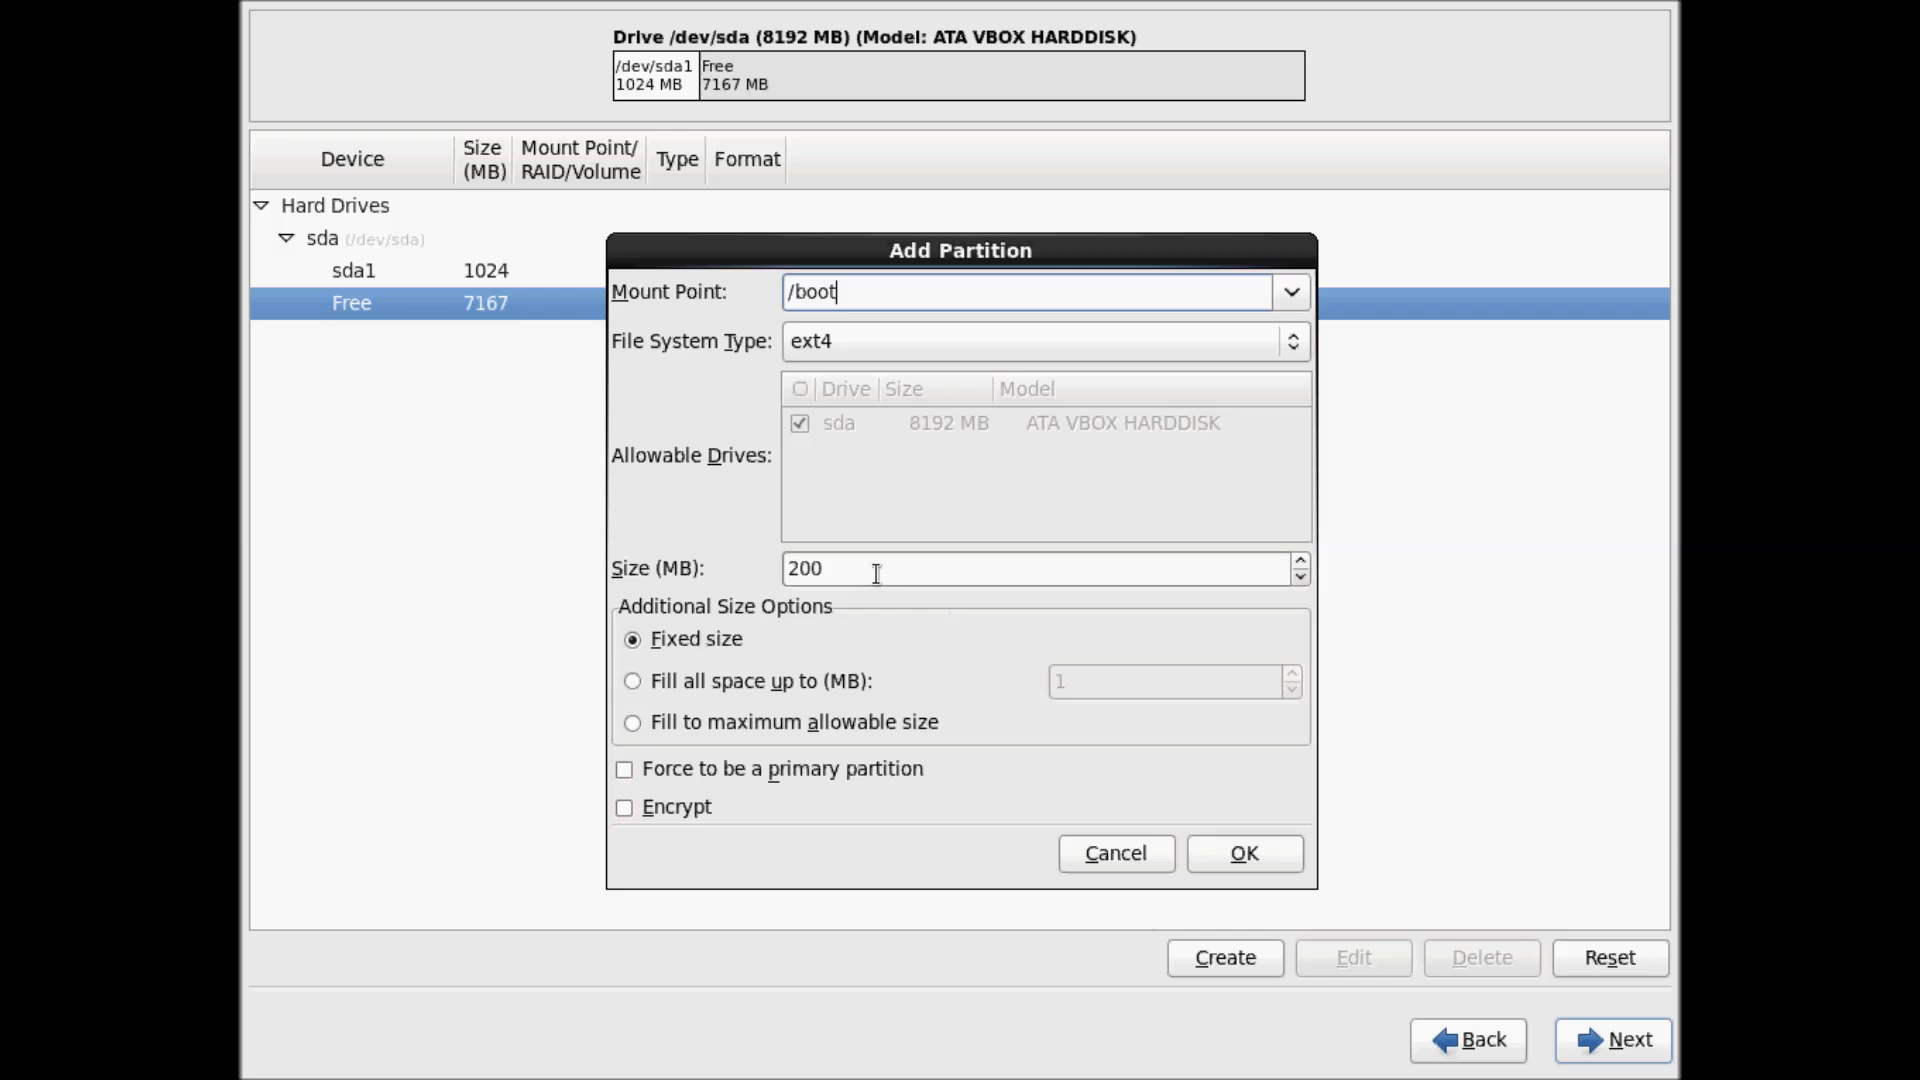 Drive /dev/sda (8192 MB) (Model: ATA VBOX HARDDISK)
/dev/sda1 Free
1024 MB 7167 MB
Device Size (MB) Mount Point/ RAID/Volume Type Format
Hard Drives
sda (/dev/sda)
sda1 1024
Free 7167
Add Partition
Mount Point: /boot
File System Type: ext4
Drive Size Model
sda 8192 MB ATA VBOX HARDDISK
Allowable Drives:
Size (MB): 200
Additional Size Options
Fixed size
Fill all space up to (MB): 1
Fill to maximum allowable size
Force to be a primary partition
Encrypt
Cancel OK
Create Edit Delete Reset
Back Next